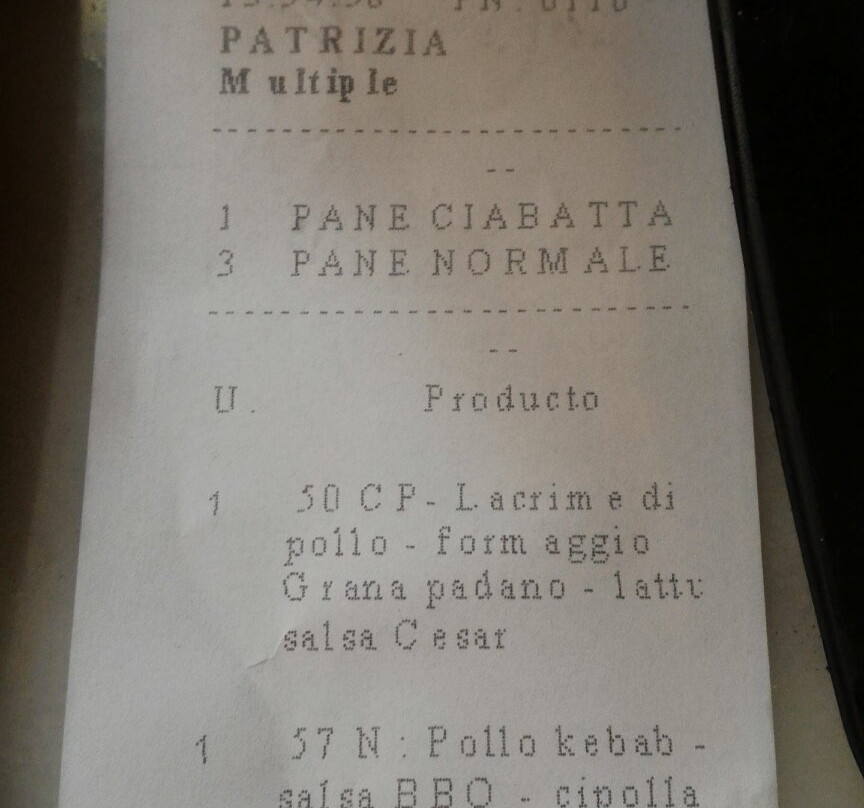 PATRIZIA
Multiple
---------------------------
--
1 PANE CIABATTA
3 PANE NORMALE
---------------------------
--
U. Producto
1 50 CP- Lacrime di
pollo - formaggio
Grana padano - lattu
salsa Cesar
1 57 N : Pollo kebab -
salsa BBQ - cipolla